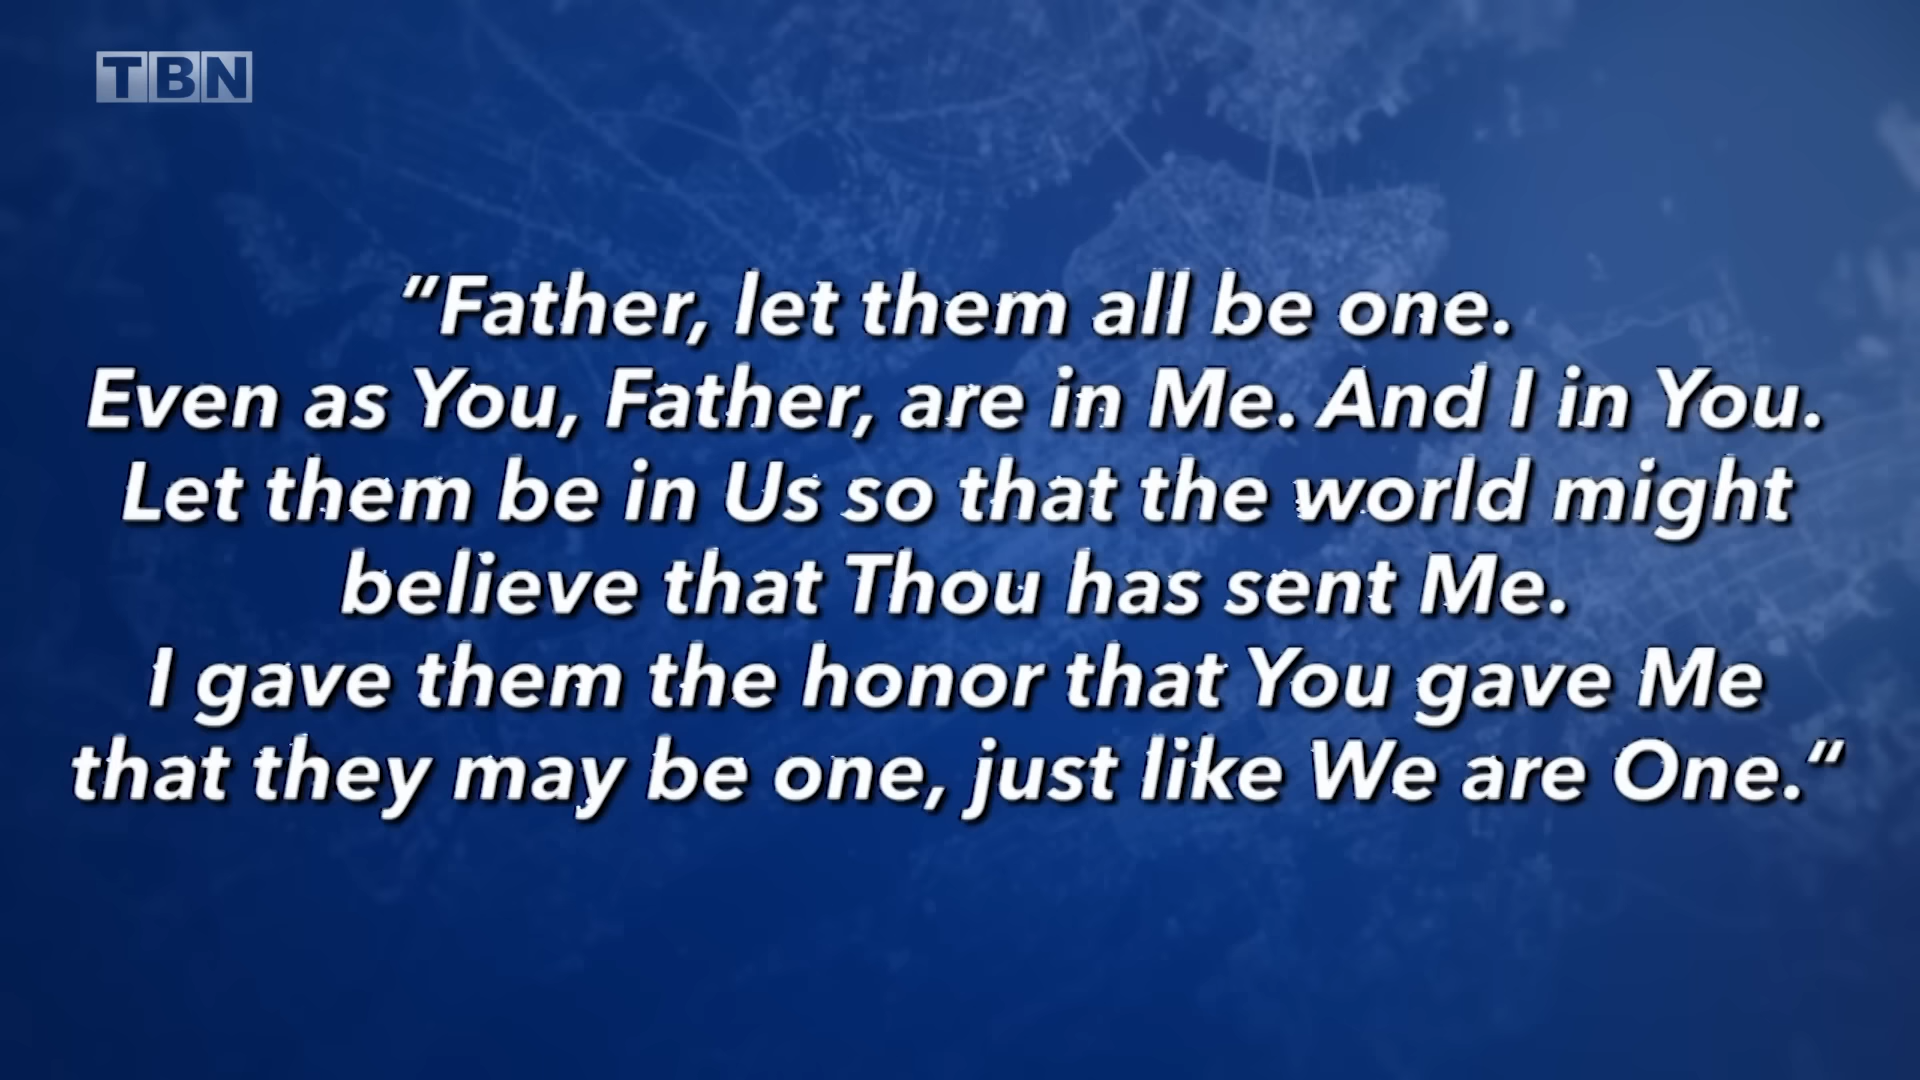 TBN
"Father, let them all be one.
Even as You, Father, are in Me. And I in You.
Let them be in Us so that the world might
believe that Thou has sent Me.
I gave them the honor that You gave Me
that they may be one, just like We are One.“